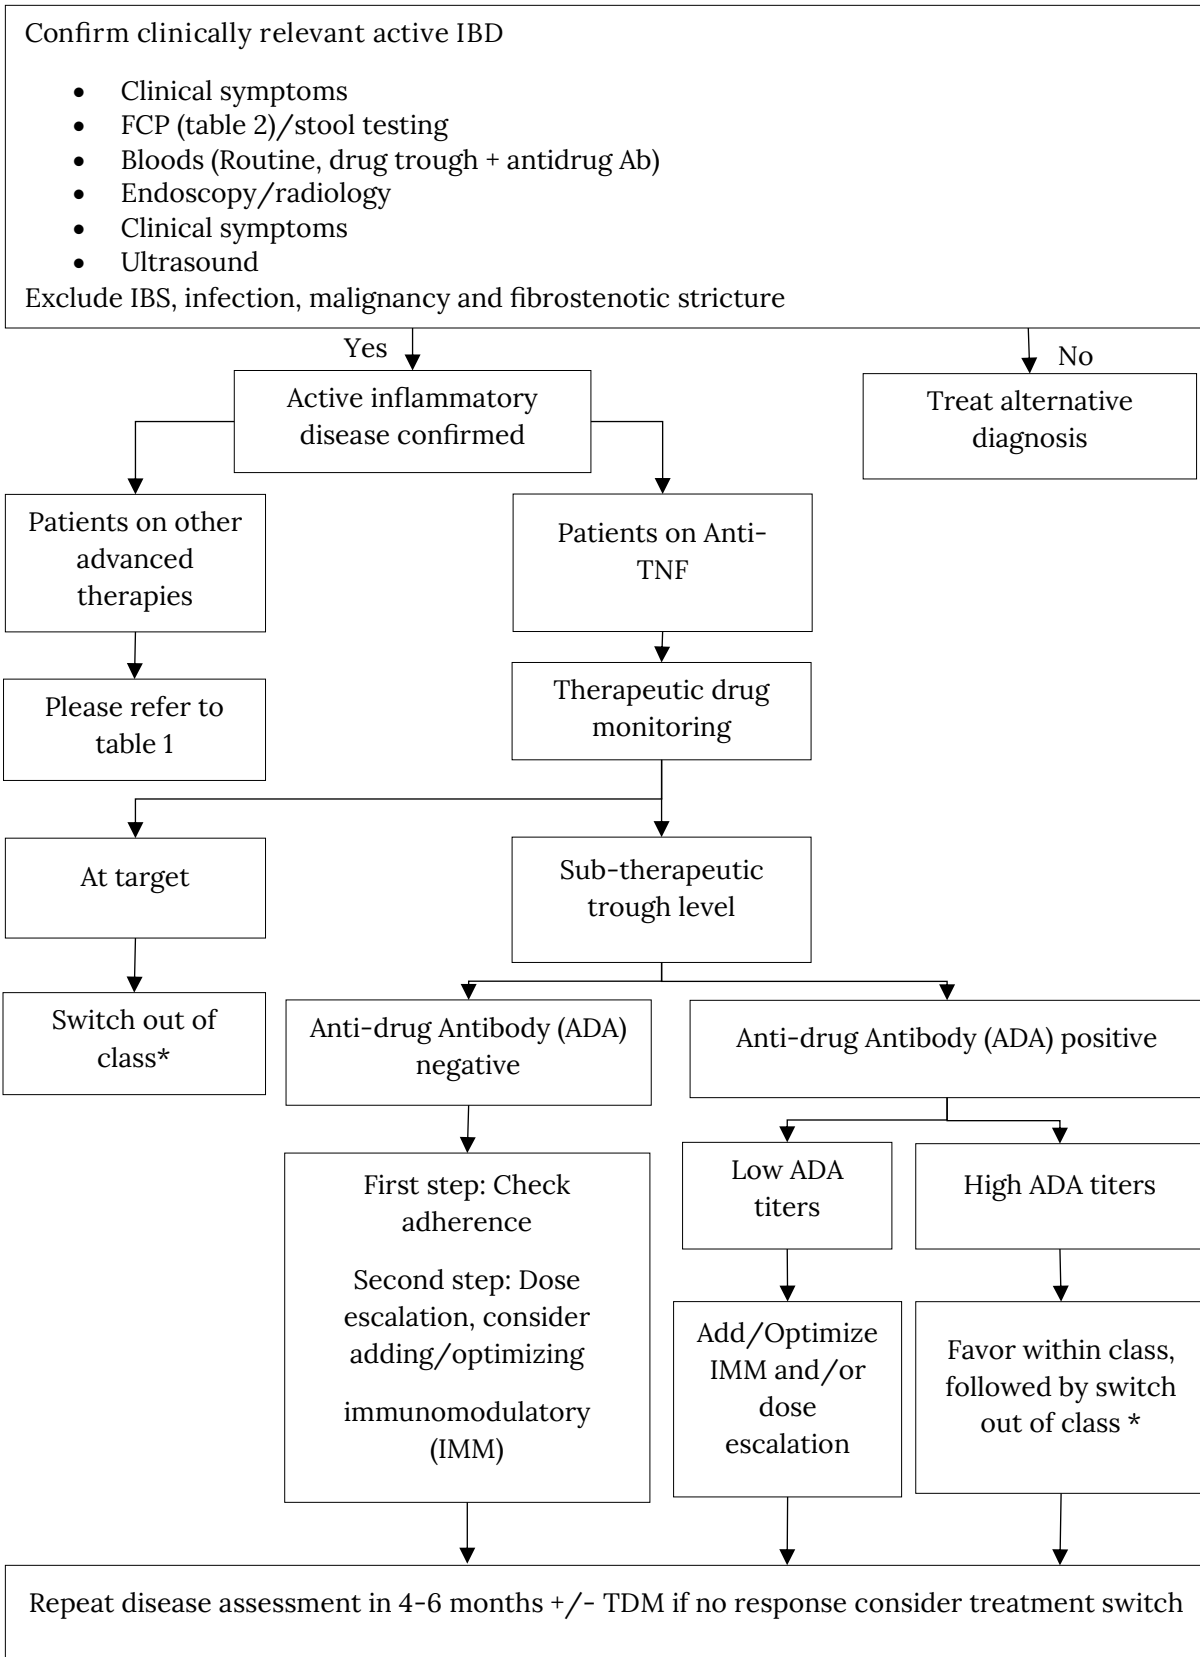 Confirm clinically relevant active IBD
• Clinical symptoms
• FCP (table 2)/stool testing
• Bloods (Routine, drug trough + antidrug Ab)
• Endoscopy/radiology
• Clinical symptoms
• Ultrasound
Exclude IBS, infection, malignancy and fibrostenotic stricture
Yes
No
Active inflammatory
disease confirmed
Treat alternative
diagnosis
Patients on other
advanced
therapies
Patients on Anti-
TNF
Please refer to
table 1
Therapeutic drug
monitoring
At target
Sub-therapeutic
trough level
Switch out of
class*
Anti-drug Antibody (ADA)
negative
Anti-drug Antibody (ADA) positive
First step: Check
adherence
Second step: Dose
escalation, consider
adding/optimizing
immunomodulatory
(IMM)
Low ADA
titers
High ADA titers
Add/Optimize
IMM and/or
dose
escalation
Favor within class,
followed by switch
out of class *
Repeat disease assessment in 4-6 months +/- TDM if no response consider treatment switch